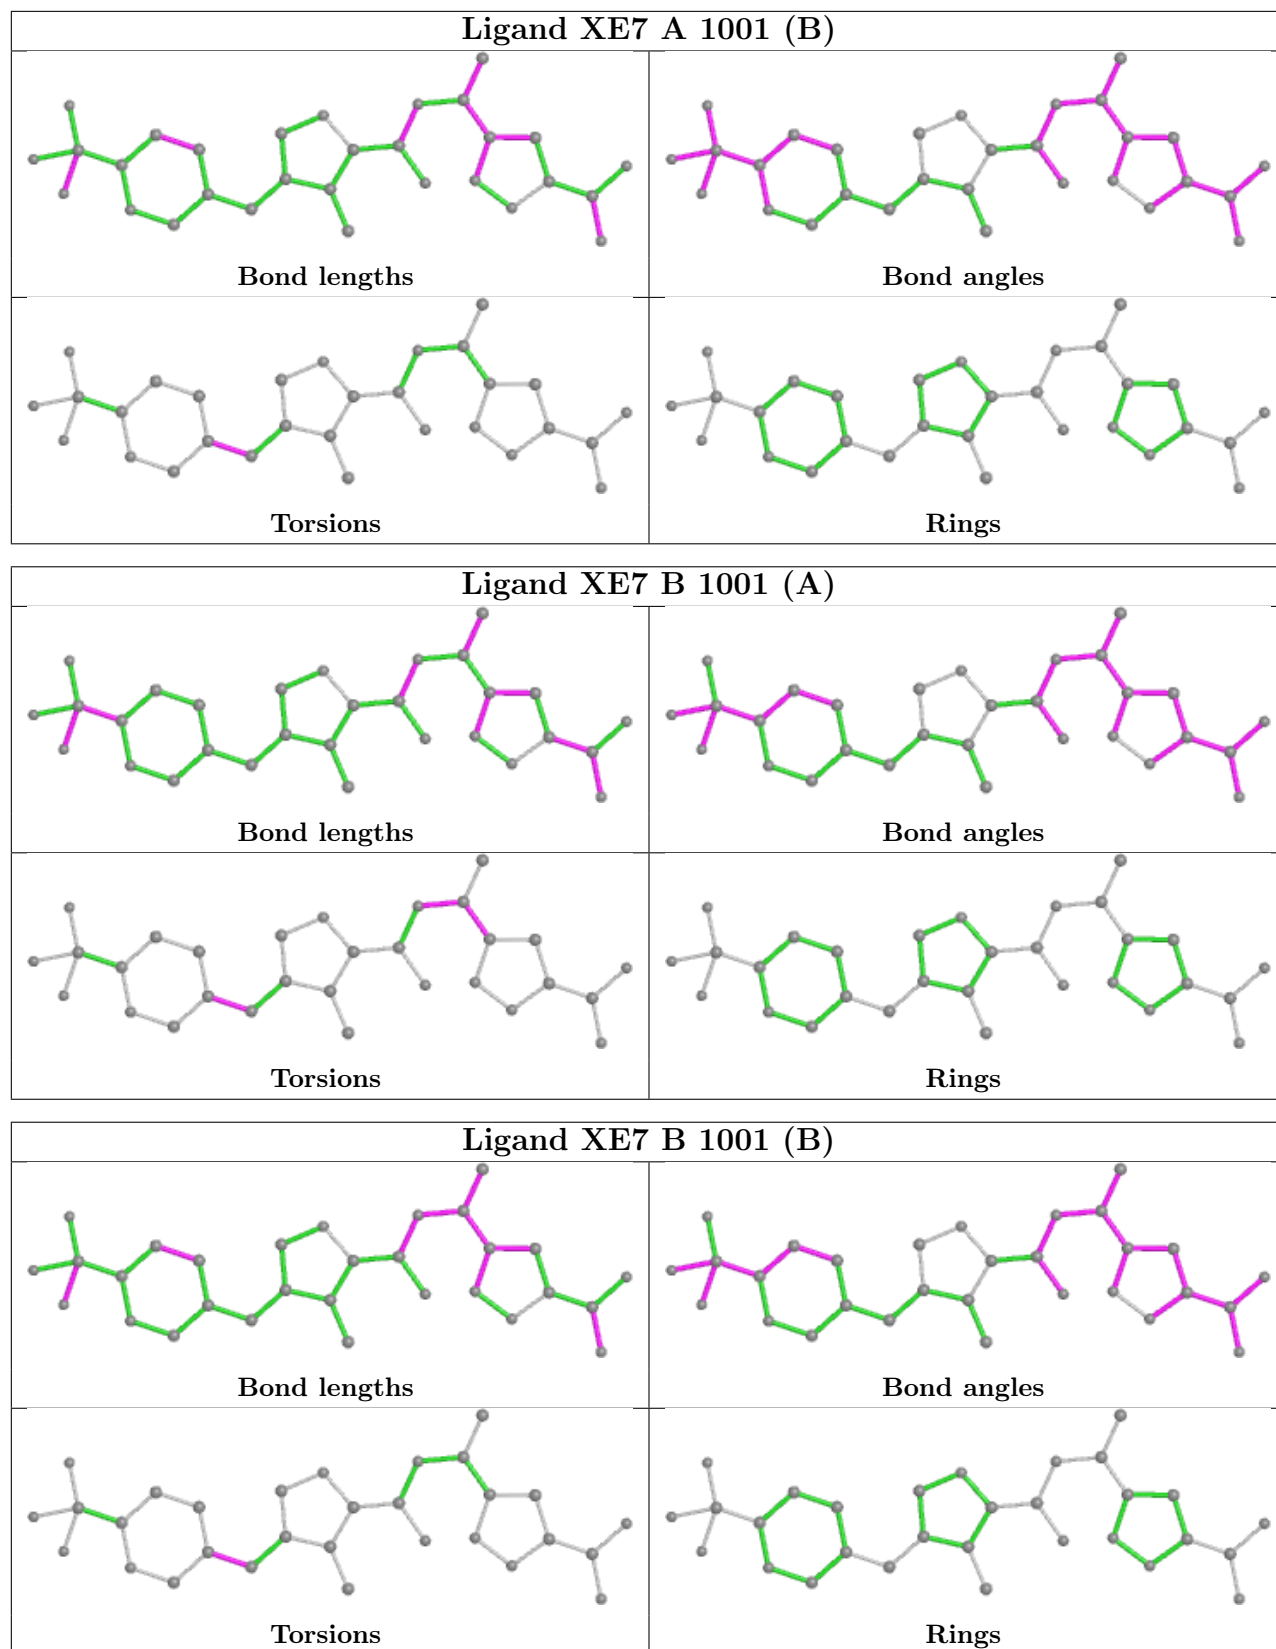 Ligand XE7 A 1001 (B)
Bond lengths
Bond angles
Torsions
Rings
Ligand XE7 B 1001 (A)
Bond lengths
Bond angles
Torsions
Rings
Ligand XE7 B 1001 (B)
Bond lengths
Bond angles
Torsions
Rings